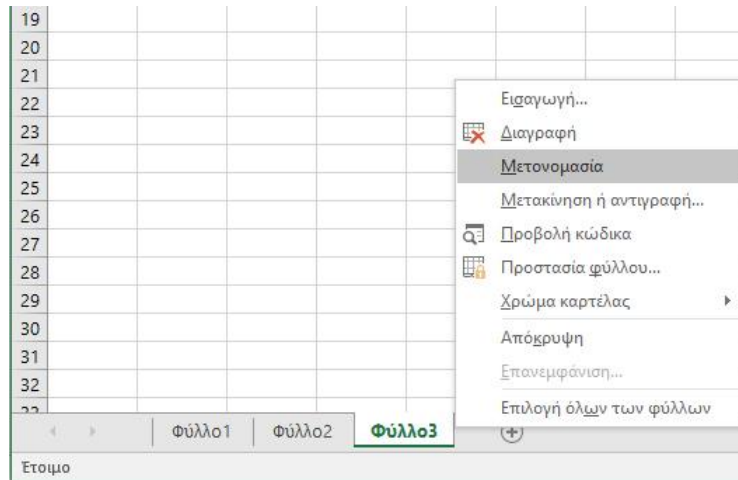 19
20
21
22
23
24
25
26
27
28
29
30
31
32
33
Εισαγωγή...
Διαγραφή
Μετονομασία
Μετακίνηση ή αντιγραφή...
Προβολή κώδικα
Προστασία φύλλου...
Χρώμα καρτέλας
Απόκρυψη
Επανεμφάνιση...
Επιλογή όλων των φύλλων
Φύλλο1 Φύλλο2 Φύλλο3
Έτοιμο